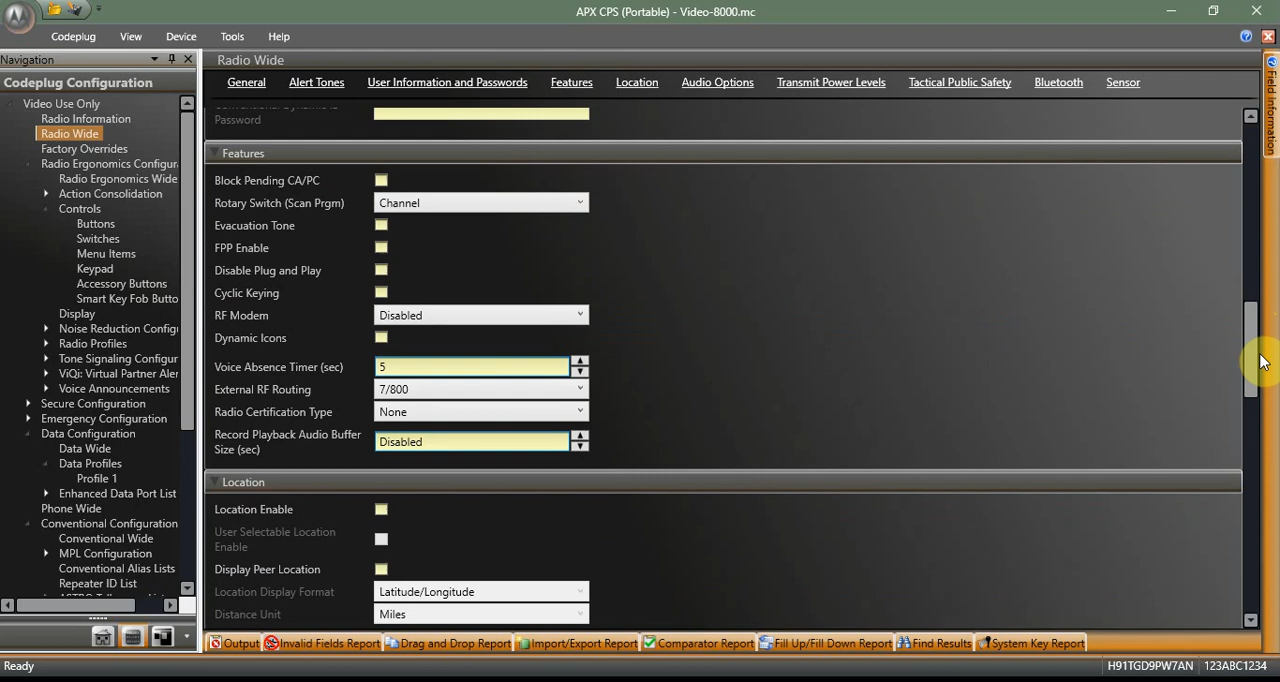 APX CPS (Portable) - Video-8000.mc
Codeplug View Device Tools Help
Navigation
Codeplug Configuration
Video Use Only
Radio Information
Radio Wide
Factory Overrides
Radio Ergonomics Configur
Radio Ergonomics Wide
Action Consolidation
Controls
Buttons
Switches
Menu Items
Keypad
Accessory Buttons
Smart Key Fob Butto
Display
Noise Reduction Config
Radio Profiles
Tone Signaling Configur
ViQi: Virtual Partner Aler
Voice Announcements
Secure Configuration
Emergency Configuration
Data Configuration
Data Wide
Data Profiles
Profile 1
Enhanced Data Port List
Phone Wide
Conventional Configuration
Conventional Wide
MPL Configuration
Conventional Alias Lists
Repeater ID List
Radio Wide
General Alert Tones User Information and Passwords Features Location Audio Options Transmit Power Levels Tactical Public Safety Bluetooth Sensor
Password
Features
Block Pending CA/PC
Rotary Switch (Scan Prgm) Channel
Evacuation Tone
FPP Enable
Disable Plug and Play
Cyclic Keying
RF Modem Disabled
Dynamic Icons
Voice Absence Timer (sec) 5
External RF Routing 7/800
Radio Certification Type None
Record Playback Audio Buffer
Size (sec) Disabled
Location
Location Enable
User Selectable Location
Enable
Display Peer Location
Location Display Format Latitude/Longitude
Distance Unit Miles
Field Information
Output Invalid Fields Report Drag and Drop Report Import/Export Report Comparator Report Fill Up/Fill Down Report Find Results System Key Report
Ready H91TGD9PW7AN 123ABC1234